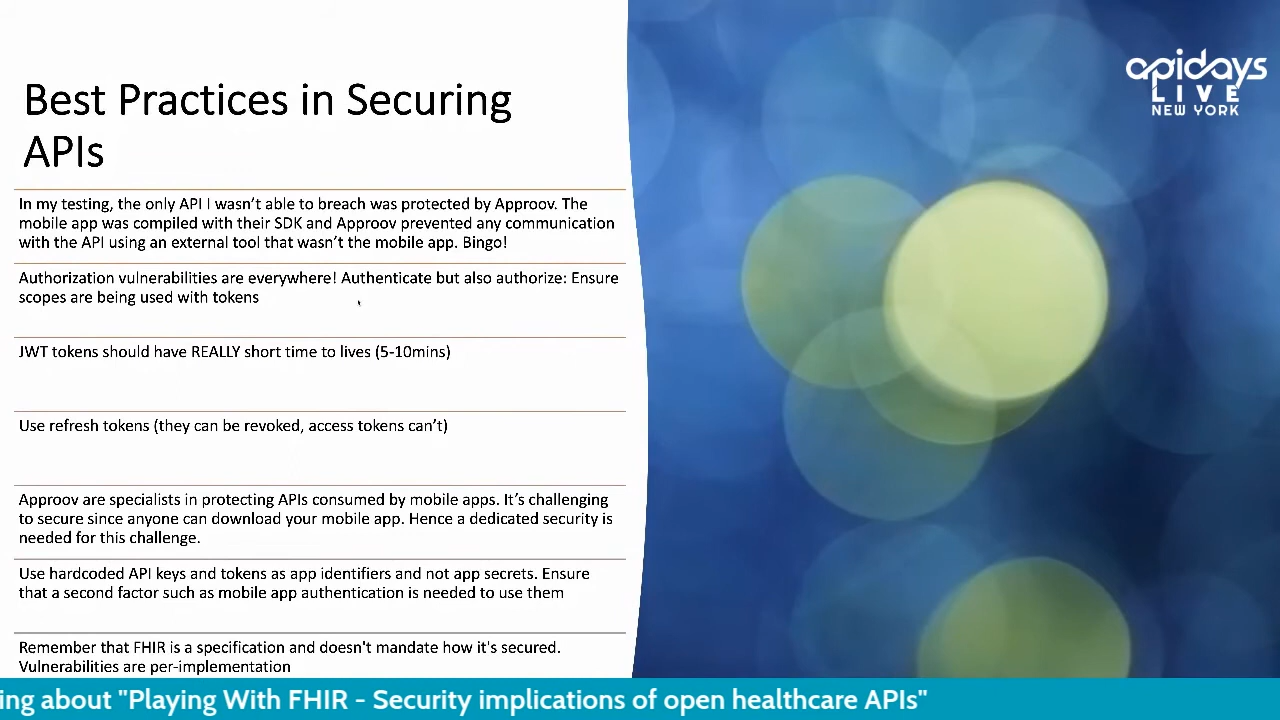 Best Practices in Securing
APIs
In my testing, the only API I wasn't able to breach was protected by Approov. The
mobile app was compiled with their SDK and Approov prevented any communication
with the API using an external tool that wasn't the mobile app. Bingo!
Authorization vulnerabilities are everywhere! Authenticate but also authorize: Ensure
scopes are being used with tokens
JWT tokens should have REALLY short time to lives (5-10mins)
Use refresh tokens (they can be revoked, access tokens can't)
Approov are specialists in protecting APIs consumed by mobile apps. It's challenging
to secure since anyone can download your mobile app. Hence a dedicated security is
needed for this challenge.
Use hardcoded API keys and tokens as app identifiers and not app secrets. Ensure
that a second factor such as mobile app authentication is needed to use them
Remember that FHIR is a specification and doesn't mandate how it's secured.
Vulnerabilities are per-implementation
apidays
LIVE
NEW YORK
ing about "Playing With FHIR - Security implications of open healthcare APIs"